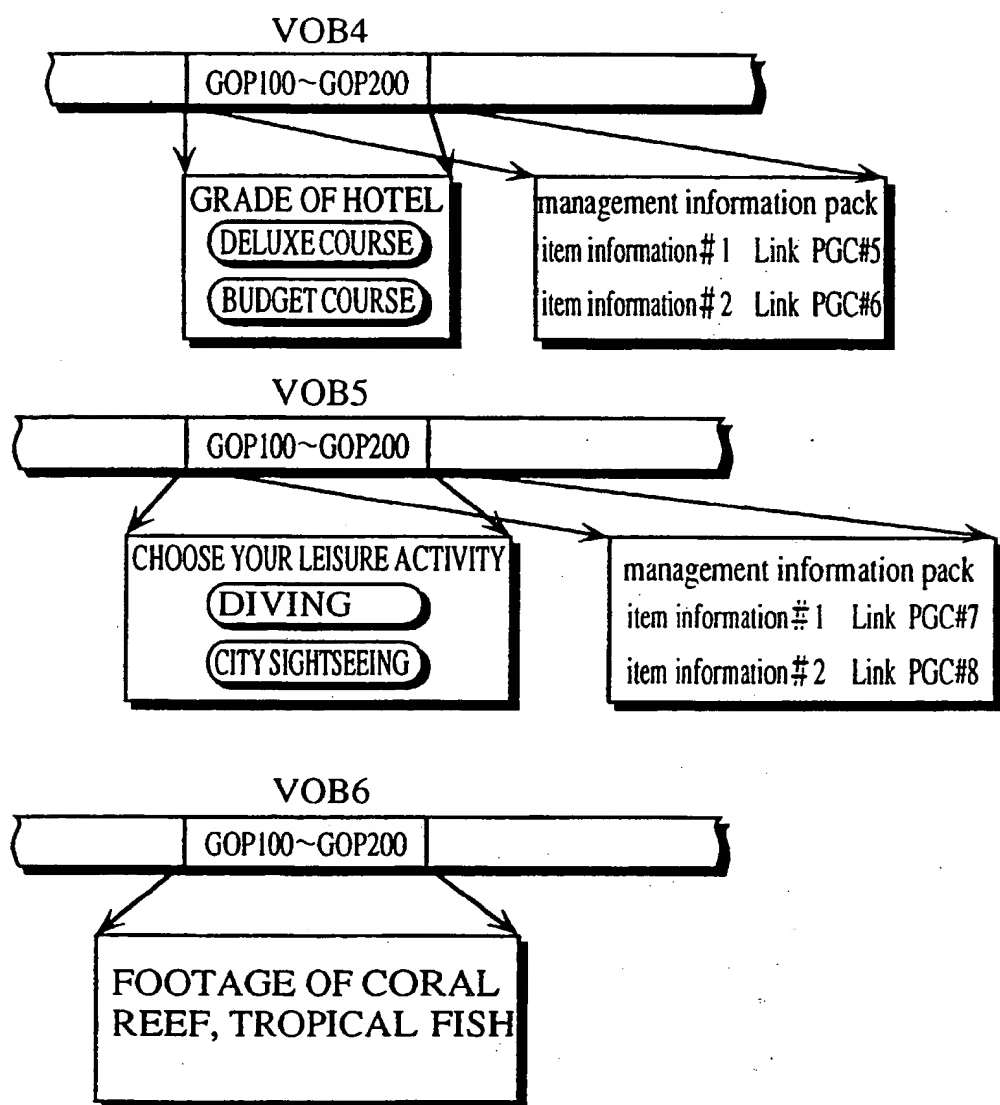 VOB4
GOP100~GOP200
GRADE OF HOTEL
DELUXE COURSE
BUDGET COURSE
management information pack
item information#1 Link PGC#5
item information#2 Link PGC#6
VOB5
GOP100~GOP200
CHOOSE YOUR LEISURE ACTIVITY
DIVING
CITY SIGHTSEEING
management information pack
item information#1 Link PGC#7
item information#2 Link PGC#8
VOB6
GOP100~GOP200
FOOTAGE OF CORAL
REEF, TROPICAL FISH